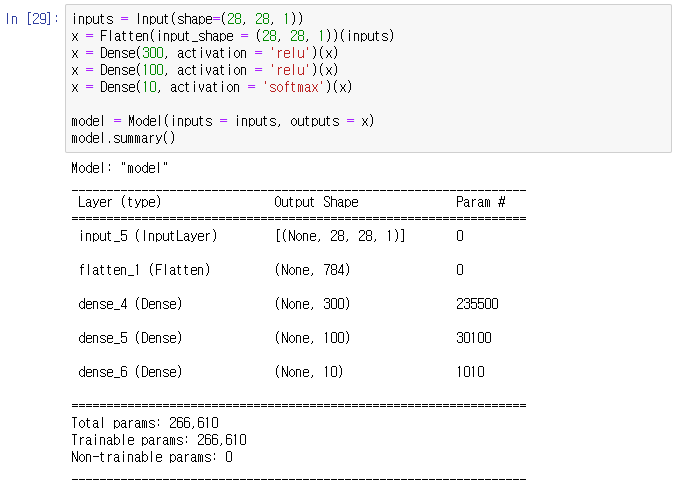 In [29]: inputs = Input(shape=(28, 28, 1))
x = Flatten(input_shape = (28, 28, 1))(inputs)
x = Dense(300, activation = 'relu')(x)
x = Dense(100, activation = 'relu')(x)
x = Dense(10, activation = 'softmax')(x)
model = Model(inputs = inputs, outputs = x)
model.summary()
Model: "model"
_________________________________________________________________
Layer (type) Output Shape Param #
=================================================================
input_5 (InputLayer) [(None, 28, 28, 1)] 0
flatten_1 (Flatten) (None, 784) 0
dense_4 (Dense) (None, 300) 235500
dense_5 (Dense) (None, 100) 30100
dense_6 (Dense) (None, 10) 1010
=================================================================
Total params: 266,610
Trainable params: 266,610
Non-trainable params: 0
_________________________________________________________________